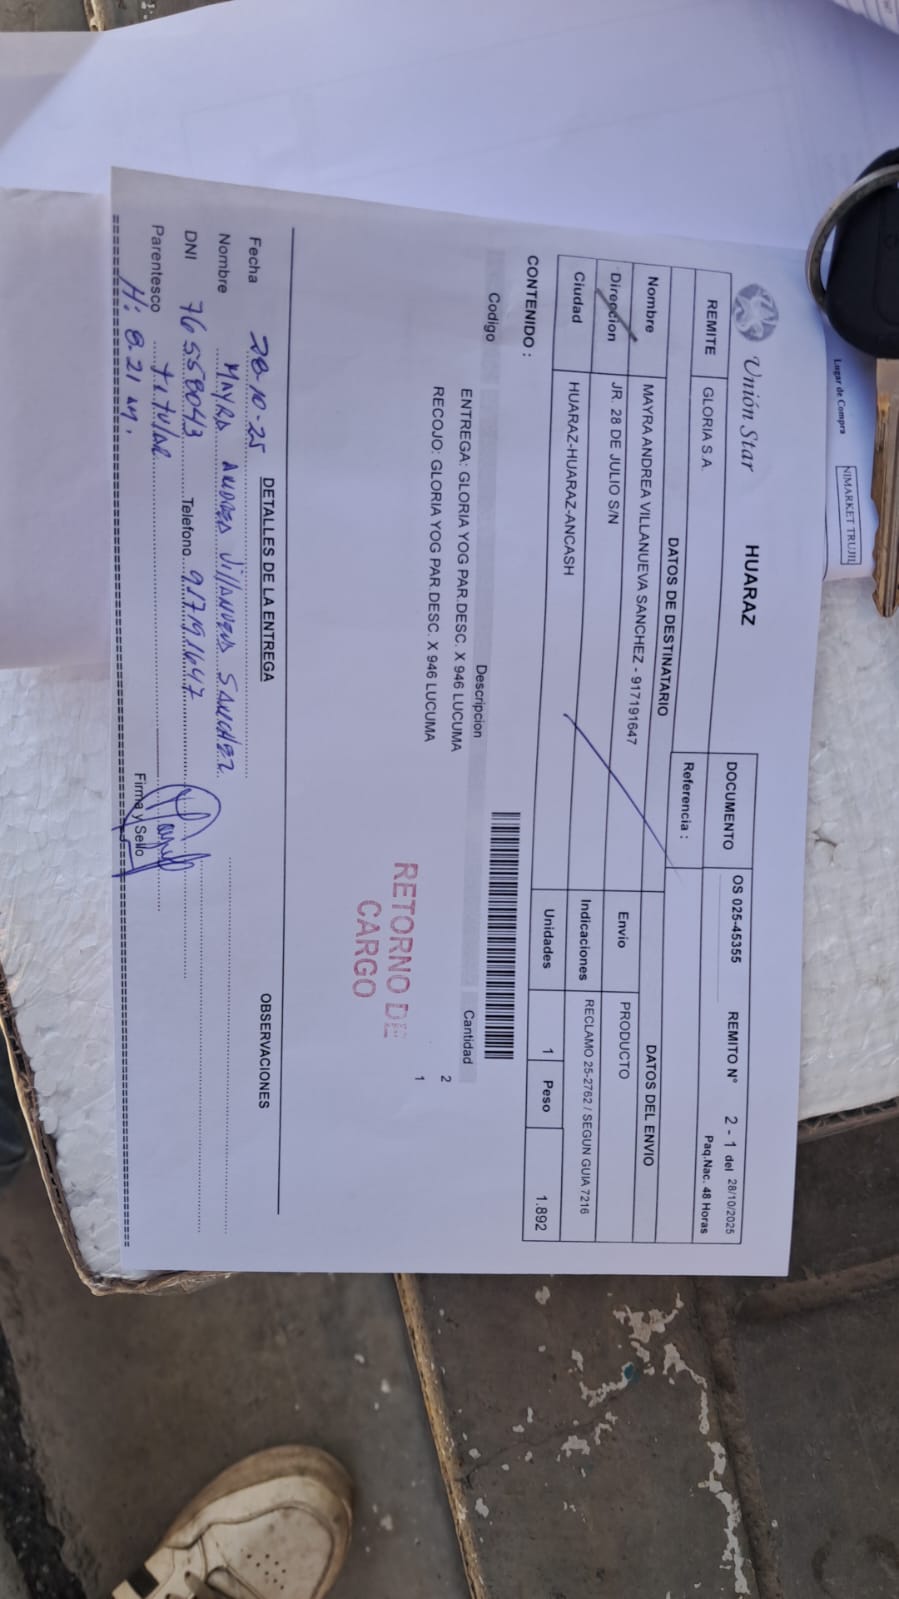 Lugar de Compra
NIMARKET TRUJIL
Unión Star
HUARAZ
REMITE GLORIA S.A.
DOCUMENTO OS 025-45355 REMITO N° 2 - 1 del 28/10/2025
Paq.Nac. 48 Horas
DATOS DE DESTINATARIO
Referencia :
DATOS DEL ENVIO
Nombre MAYRA ANDREA VILLANUEVA SANCHEZ - 917191647
Envio PRODUCTO
Direccion JR. 28 DE JULIO S/N
Indicaciones RECLAMO 25-2762 / SEGUN GUIA 7216
Ciudad HUARAZ-HUARAZ-ANCASH
Unidades 1 Peso 1.892
CONTENIDO :
Codigo Descripcion Cantidad
ENTREGA: GLORIA YOG PAR.DESC. X 946 LUCUMA 2
RECOJO: GLORIA YOG PAR.DESC. X 946 LUCUMA 1
RETORNO DE
CARGO
DETALLES DE LA ENTREGA
OBSERVACIONES
Fecha 28-10-25
Nombre MAYRA ANDREA VILLANUEVA SANCHEZ
DNI 76558043 Telefono 917191647
Parentesco titular
Firma y Sello
H: 8.21 m.